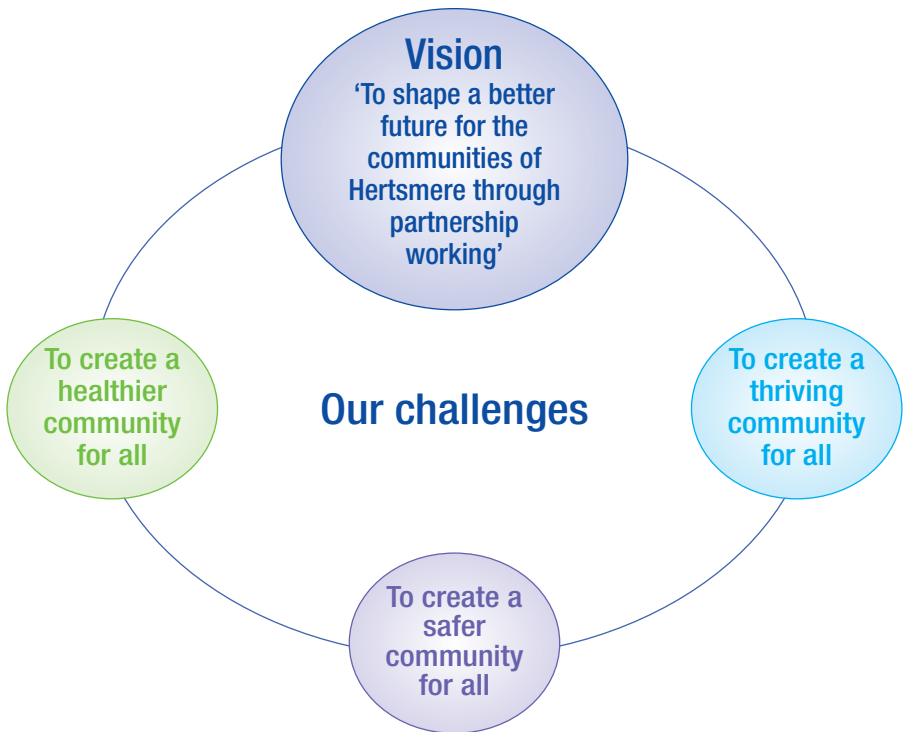 Vision
‘To shape a better
future for the
communities of
Hertsmere through
partnership
working’
To create a
healthier
community
for all
Our challenges
To create a
thriving
community
for all
To create a
safer
community
for all